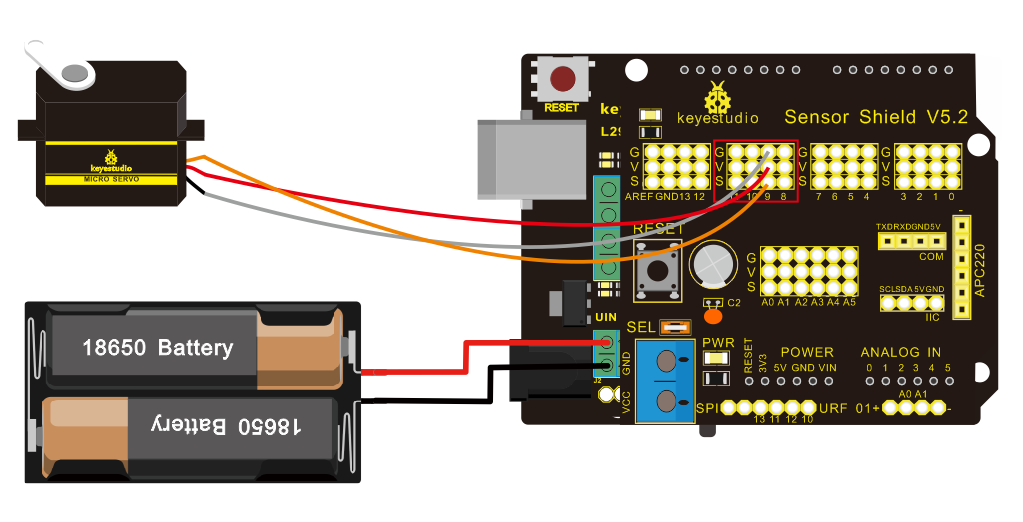 keyestudio
MICRO SERVO
18650 Battery
18650 Battery
RESET
key
L29
keyestudio
Sensor Shield V5.2
G
V
S
G
V
S
G
V
S
G
V
S
AREF GND 13 12
11 10 9 8
7 6 5 4
3 2 1 0
RESET
TXDRXDGND5V
COM
-
APC220
G
V
S
A0 A1 A2 A3 A4 A5
SCLSDA 5V GND
IIC
C2
UIN
SEL
GND
VCC
J2
PWR
RESET
3V3
POWER
5V GND VIN
ANALOG IN
0 1 2 3 4 5
A0 A1
SPI
URF
13 11 12 10
01+
-